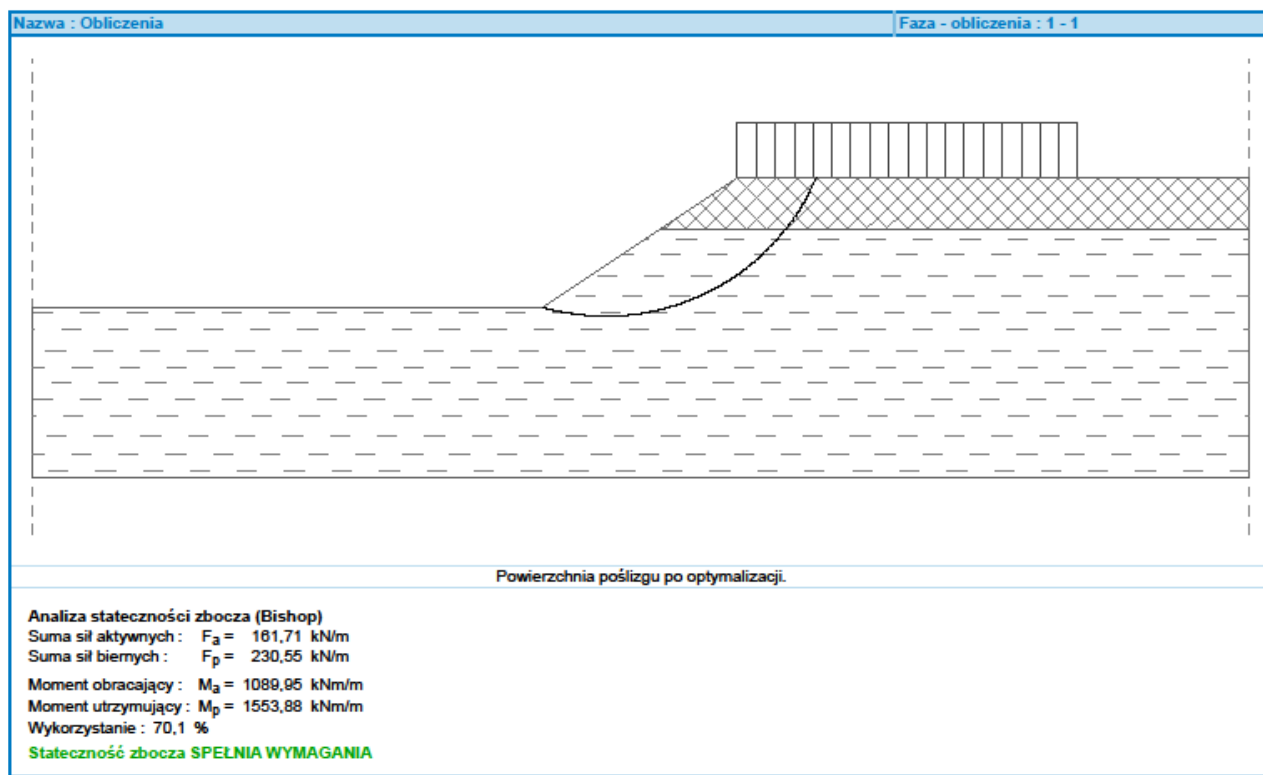 Nazwa : Obliczenia
Faza - obliczenia : 1 - 1
Powierzchnia poślizgu po optymalizacji.
Analiza stateczności zbocza (Bishop)
Suma sił aktywnych : Fa = 161,71 kN/m
Suma sił biernych : Fp = 230,55 kN/m
Moment obracający : Ma = 1089,95 kNm/m
Moment utrzymujący : Mp = 1553,88 kNm/m
Wykorzystanie : 70,1 %
Stateczność zbocza SPEŁNIA WYMAGANIA